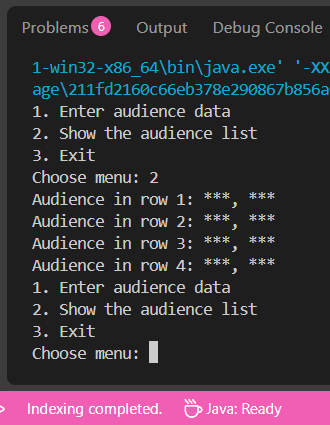 Problems 6 Output Debug Console
1-win32-x86_64\bin\java.exe' '-XX
age\211fd2160c66eb378e290867b856a
1. Enter audience data
2. Show the audience list
3. Exit
Choose menu: 2
Audience in row 1: ***, ***
Audience in row 2: ***, ***
Audience in row 3: ***, ***
Audience in row 4: ***, ***
1. Enter audience data
2. Show the audience list
3. Exit
Choose menu:
Indexing completed. Java: Ready